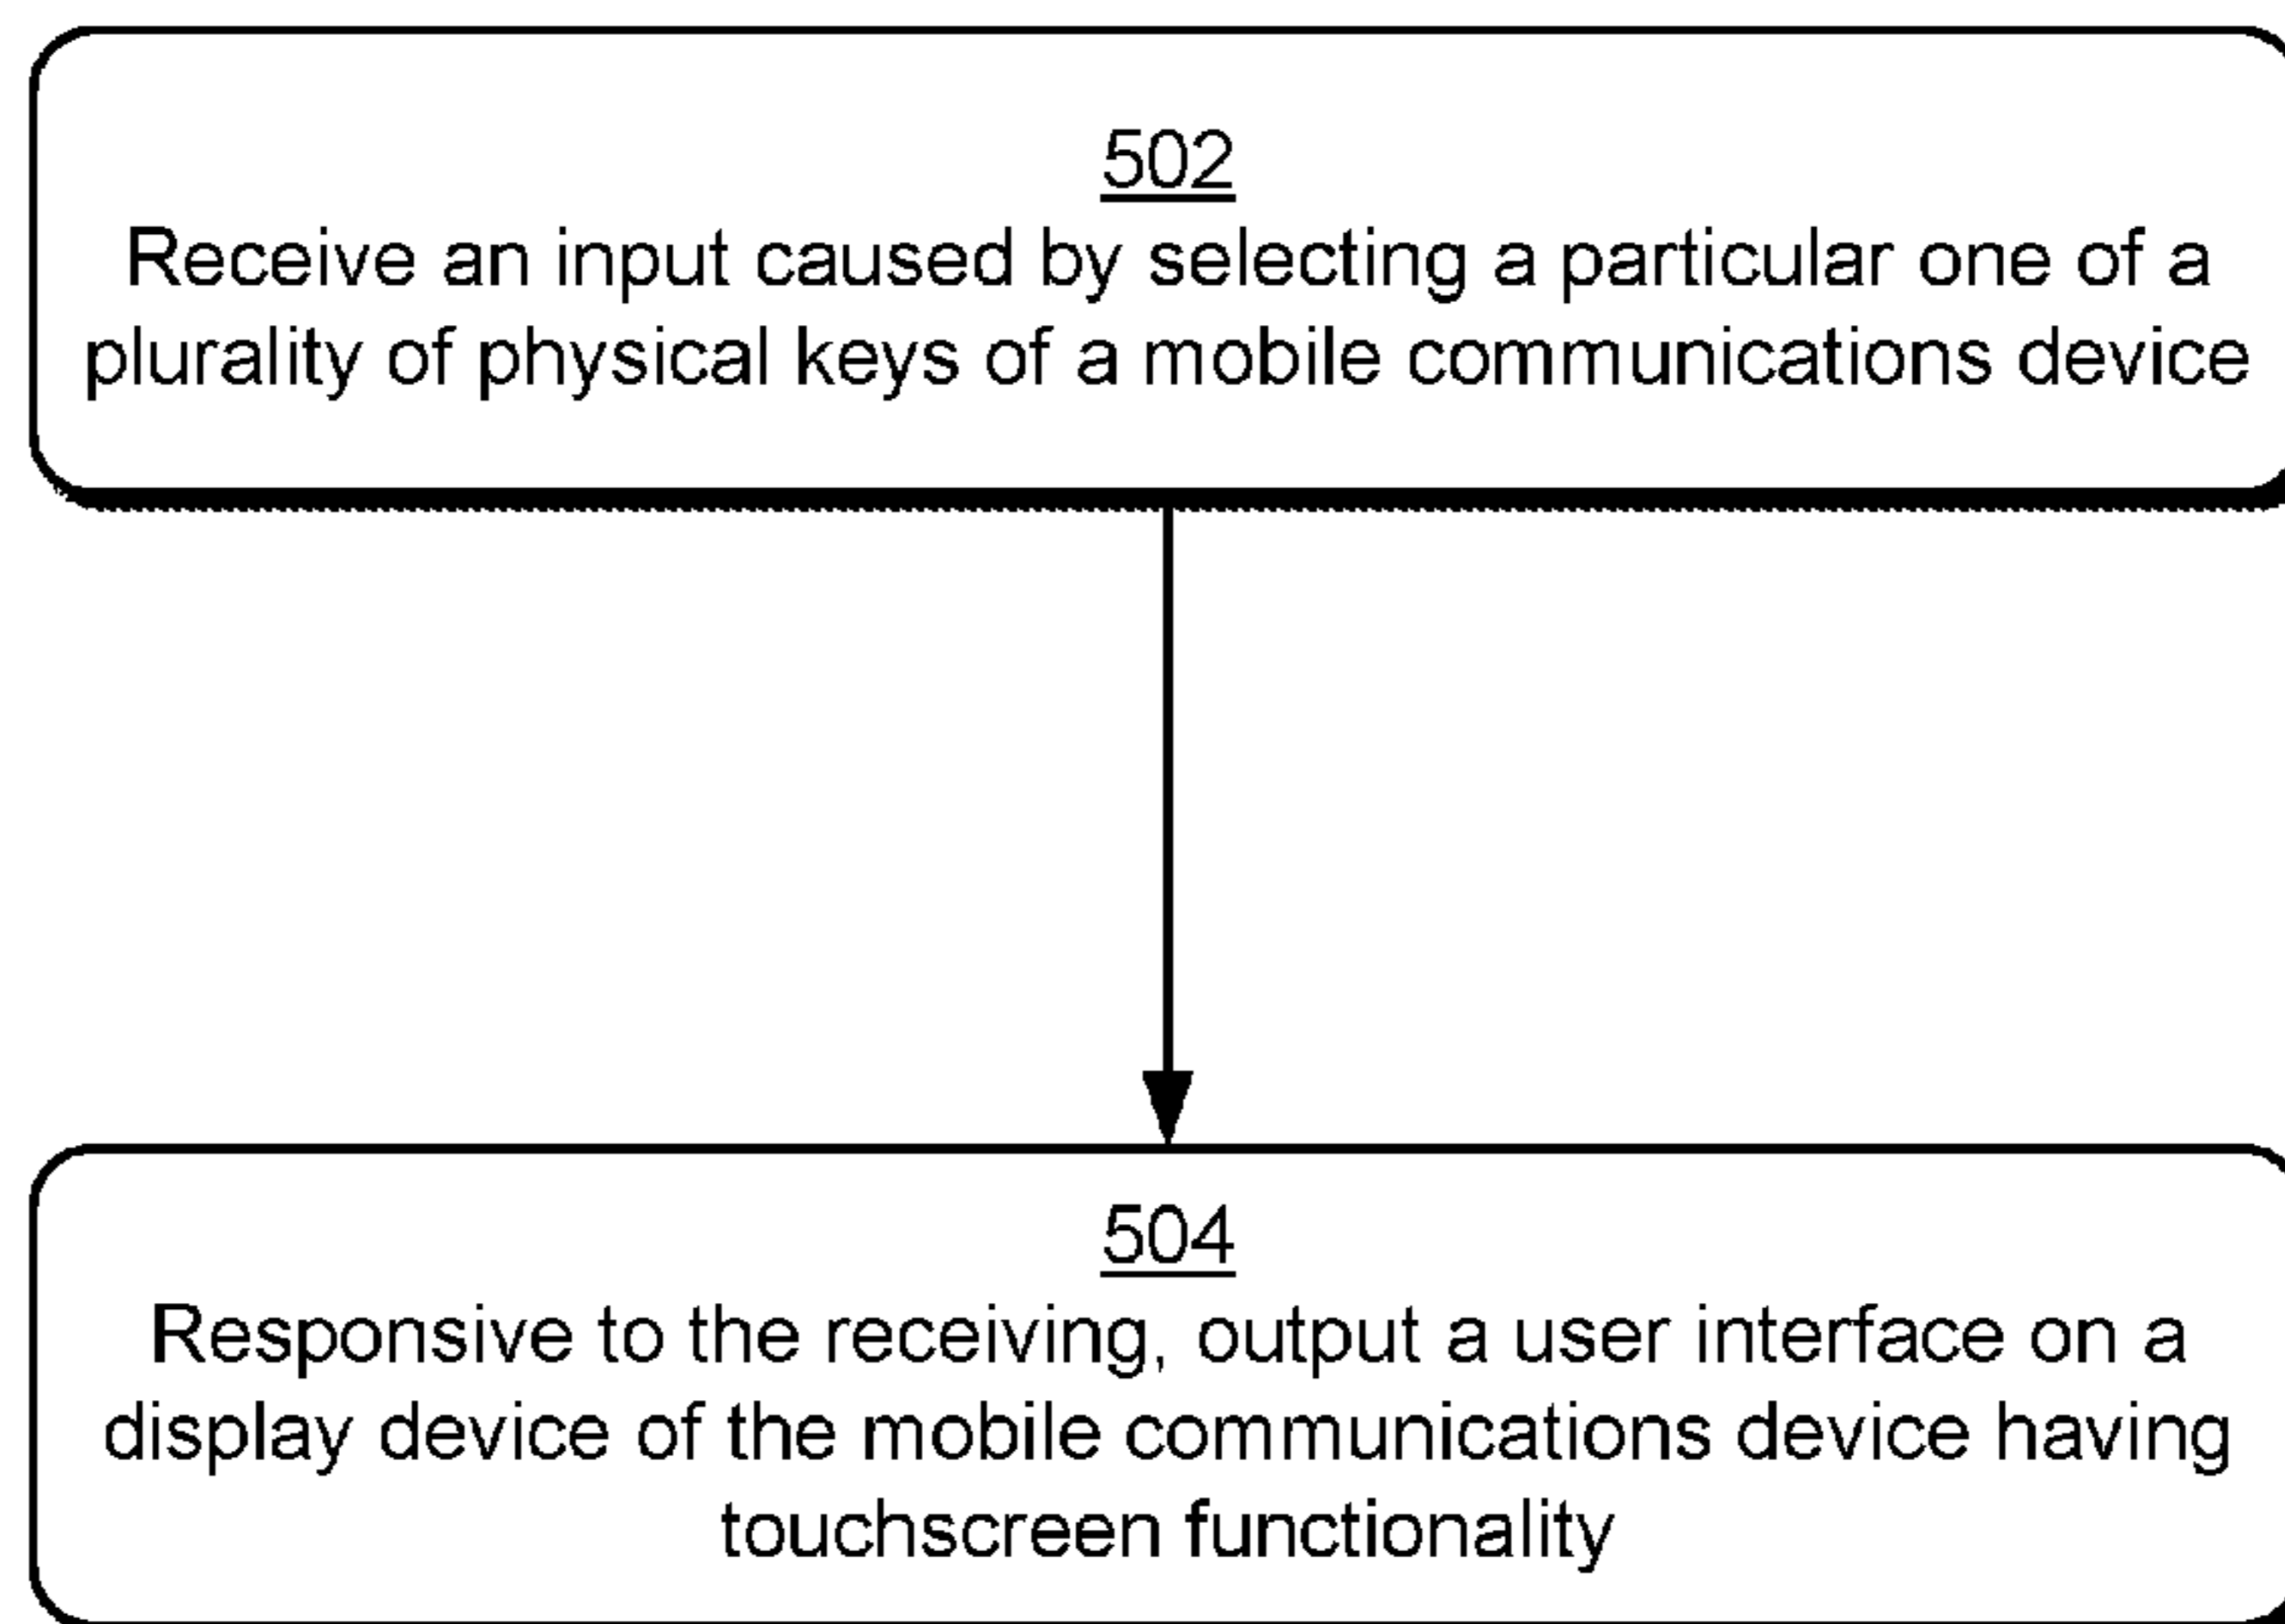 502
Receive an input caused by selecting a particular one of a
plurality of physical keys of a mobile communications device
504
Responsive to the receiving, output a user interface on a
display device of the mobile communications device having
touchscreen functionality